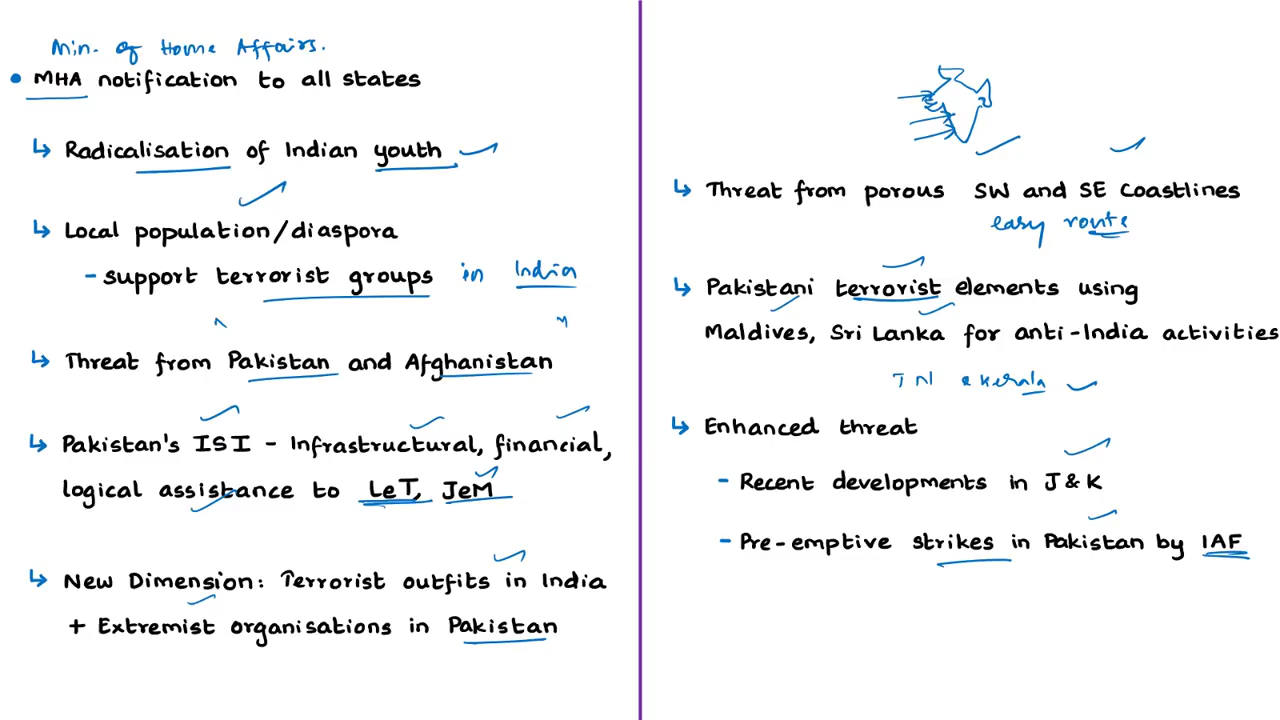 Min. of Home Affairs.
• MHA notification to all states
↳ Radicalisation of Indian youth
↳ Local population/diaspora
- support terrorist groups in India
↳ Threat from Pakistan and Afghanistan
↳ Pakistan's ISI - Infrastructural, financial,
logical assistance to LeT, JeM
↳ New Dimension: Terrorist outfits in India
+ Extremist organisations in Pakistan
↳ Threat from porous SW and SE Coastlines
easy route
↳ Pakistani terrorist elements using
Maldives, Sri Lanka for anti-India activities
TN & Kerala
↳ Enhanced threat
- Recent developments in J&K
- Pre-emptive strikes in Pakistan by IAF